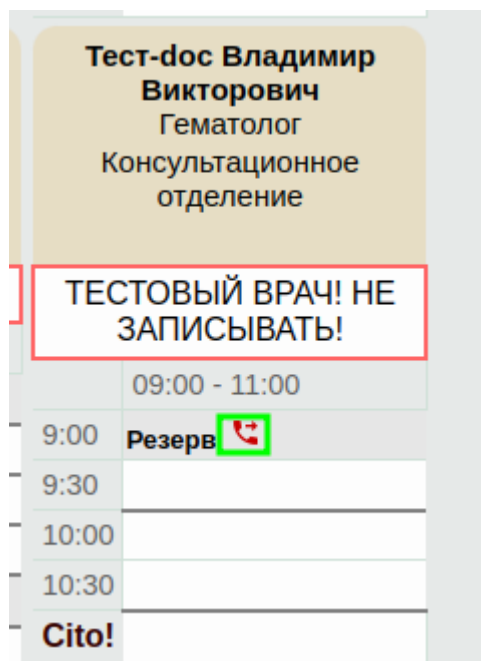 Тест-doc Владимир
Викторович
Гематолог
Консультационное
отделение
ТЕСТОВЫЙ ВРАЧ! НЕ
ЗАПИСЫВАТЬ!
09:00 - 11:00
9:00 Резерв
9:30
10:00
10:30
Cito!